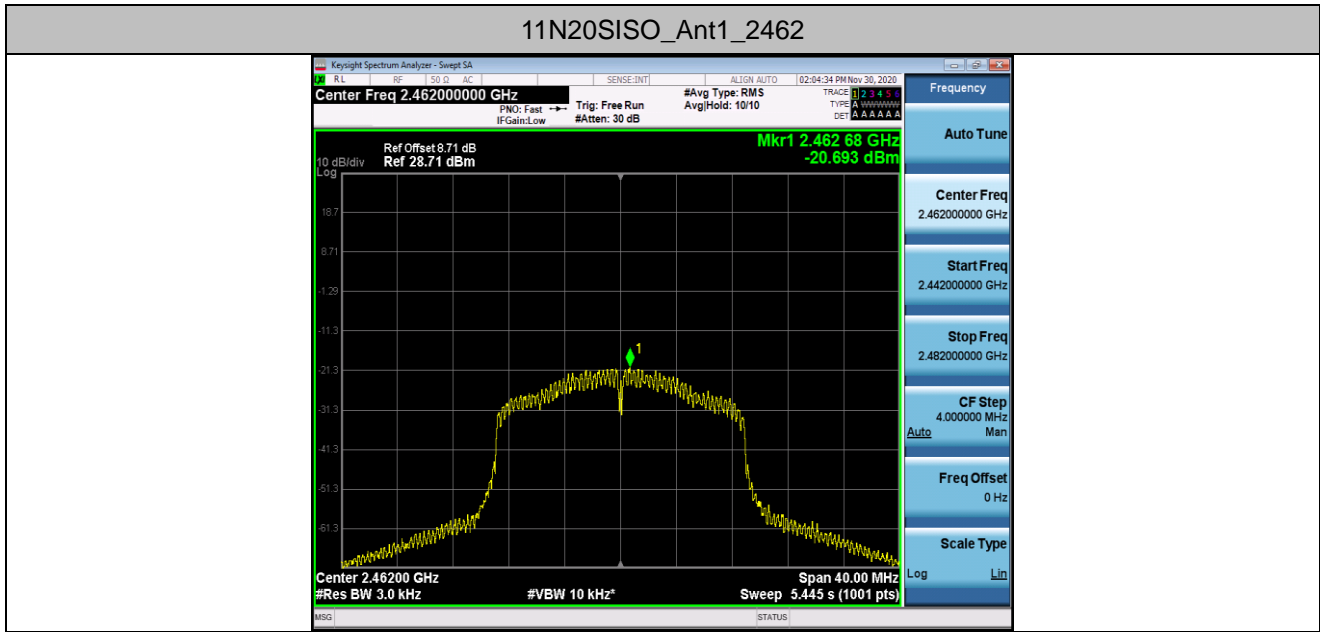 11N20SISO_Ant1_2462
Keysight Spectrum Analyzer - Swept SA
RL RF 50 Ω AC SENSE:INT ALIGN AUTO 02:04:34 PM Nov 30, 2020
Center Freq 2.462000000 GHz
PNO: Fast
IFGain:Low
Trig: Free Run
#Atten: 30 dB
#Avg Type: RMS
Avg|Hold: 10/10
TRACE 1 2 3 4 5 6
TYPE A WWWWW
DET A A A A A A
Frequency
Mkr1 2.462 68 GHz
-20.693 dBm
Ref Offset 8.71 dB
10 dB/div Ref 28.71 dBm
Log
18.7
8.71
-1.29
-11.3
-21.3
-31.3
-41.3
-51.3
-61.3
1
Center 2.46200 GHz Span 40.00 MHz
#Res BW 3.0 kHz #VBW 10 kHz* Sweep 5.445 s (1001 pts)
Auto Tune
Center Freq
2.462000000 GHz
Start Freq
2.442000000 GHz
Stop Freq
2.482000000 GHz
CF Step
4.000000 MHz
Auto Man
Freq Offset
0 Hz
Scale Type
Log Lin
MSG STATUS